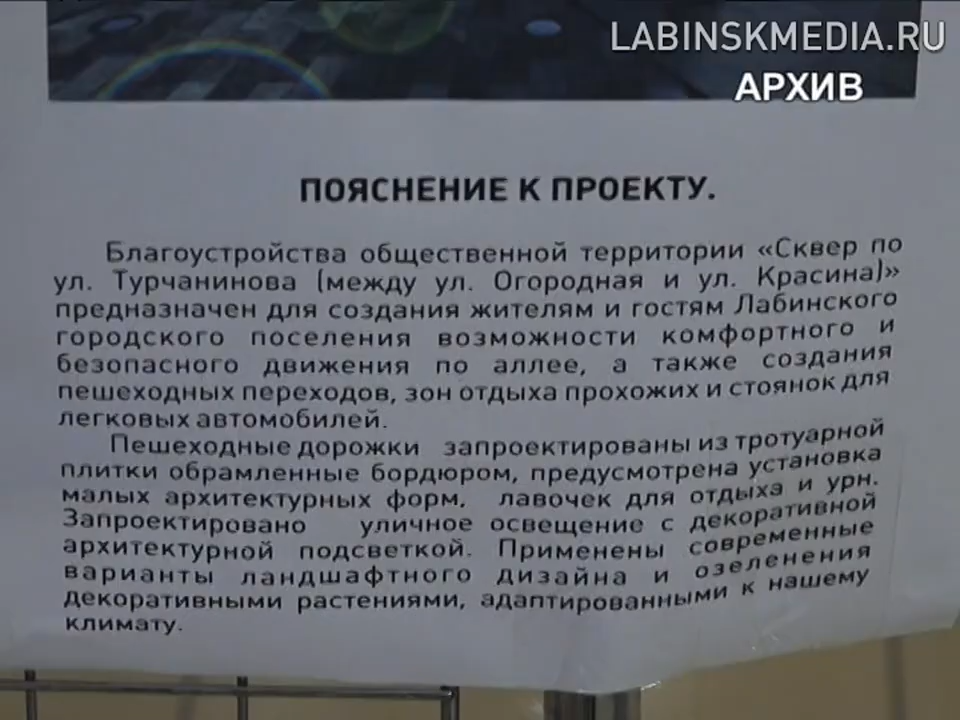 LABINSKMEDIA.RU
АРХИВ
ПОЯСНЕНИЕ К ПРОЕКТУ.
Благоустройства общественной территории «Сквер по
ул. Турчанинова (между ул. Огородная и ул. Красина)»
предназначен для создания жителям и гостям Лабинского
городского поселения возможности комфортного и
безопасного движения по аллее, а также создания
пешеходных переходов, зон отдыха прохожих и стоянок для
легковых автомобилей.
Пешеходные дорожки запроектированы из тротуарной
плитки обрамленные бордюром, предусмотрена установка
малых архитектурных форм, лавочек для отдыха и урн.
Запроектировано уличное освещение с декоративной
архитектурной подсветкой. Применены современные
варианты ландшафтного дизайна и озеленения
декоративными растениями, адаптированными к нашему
климату.